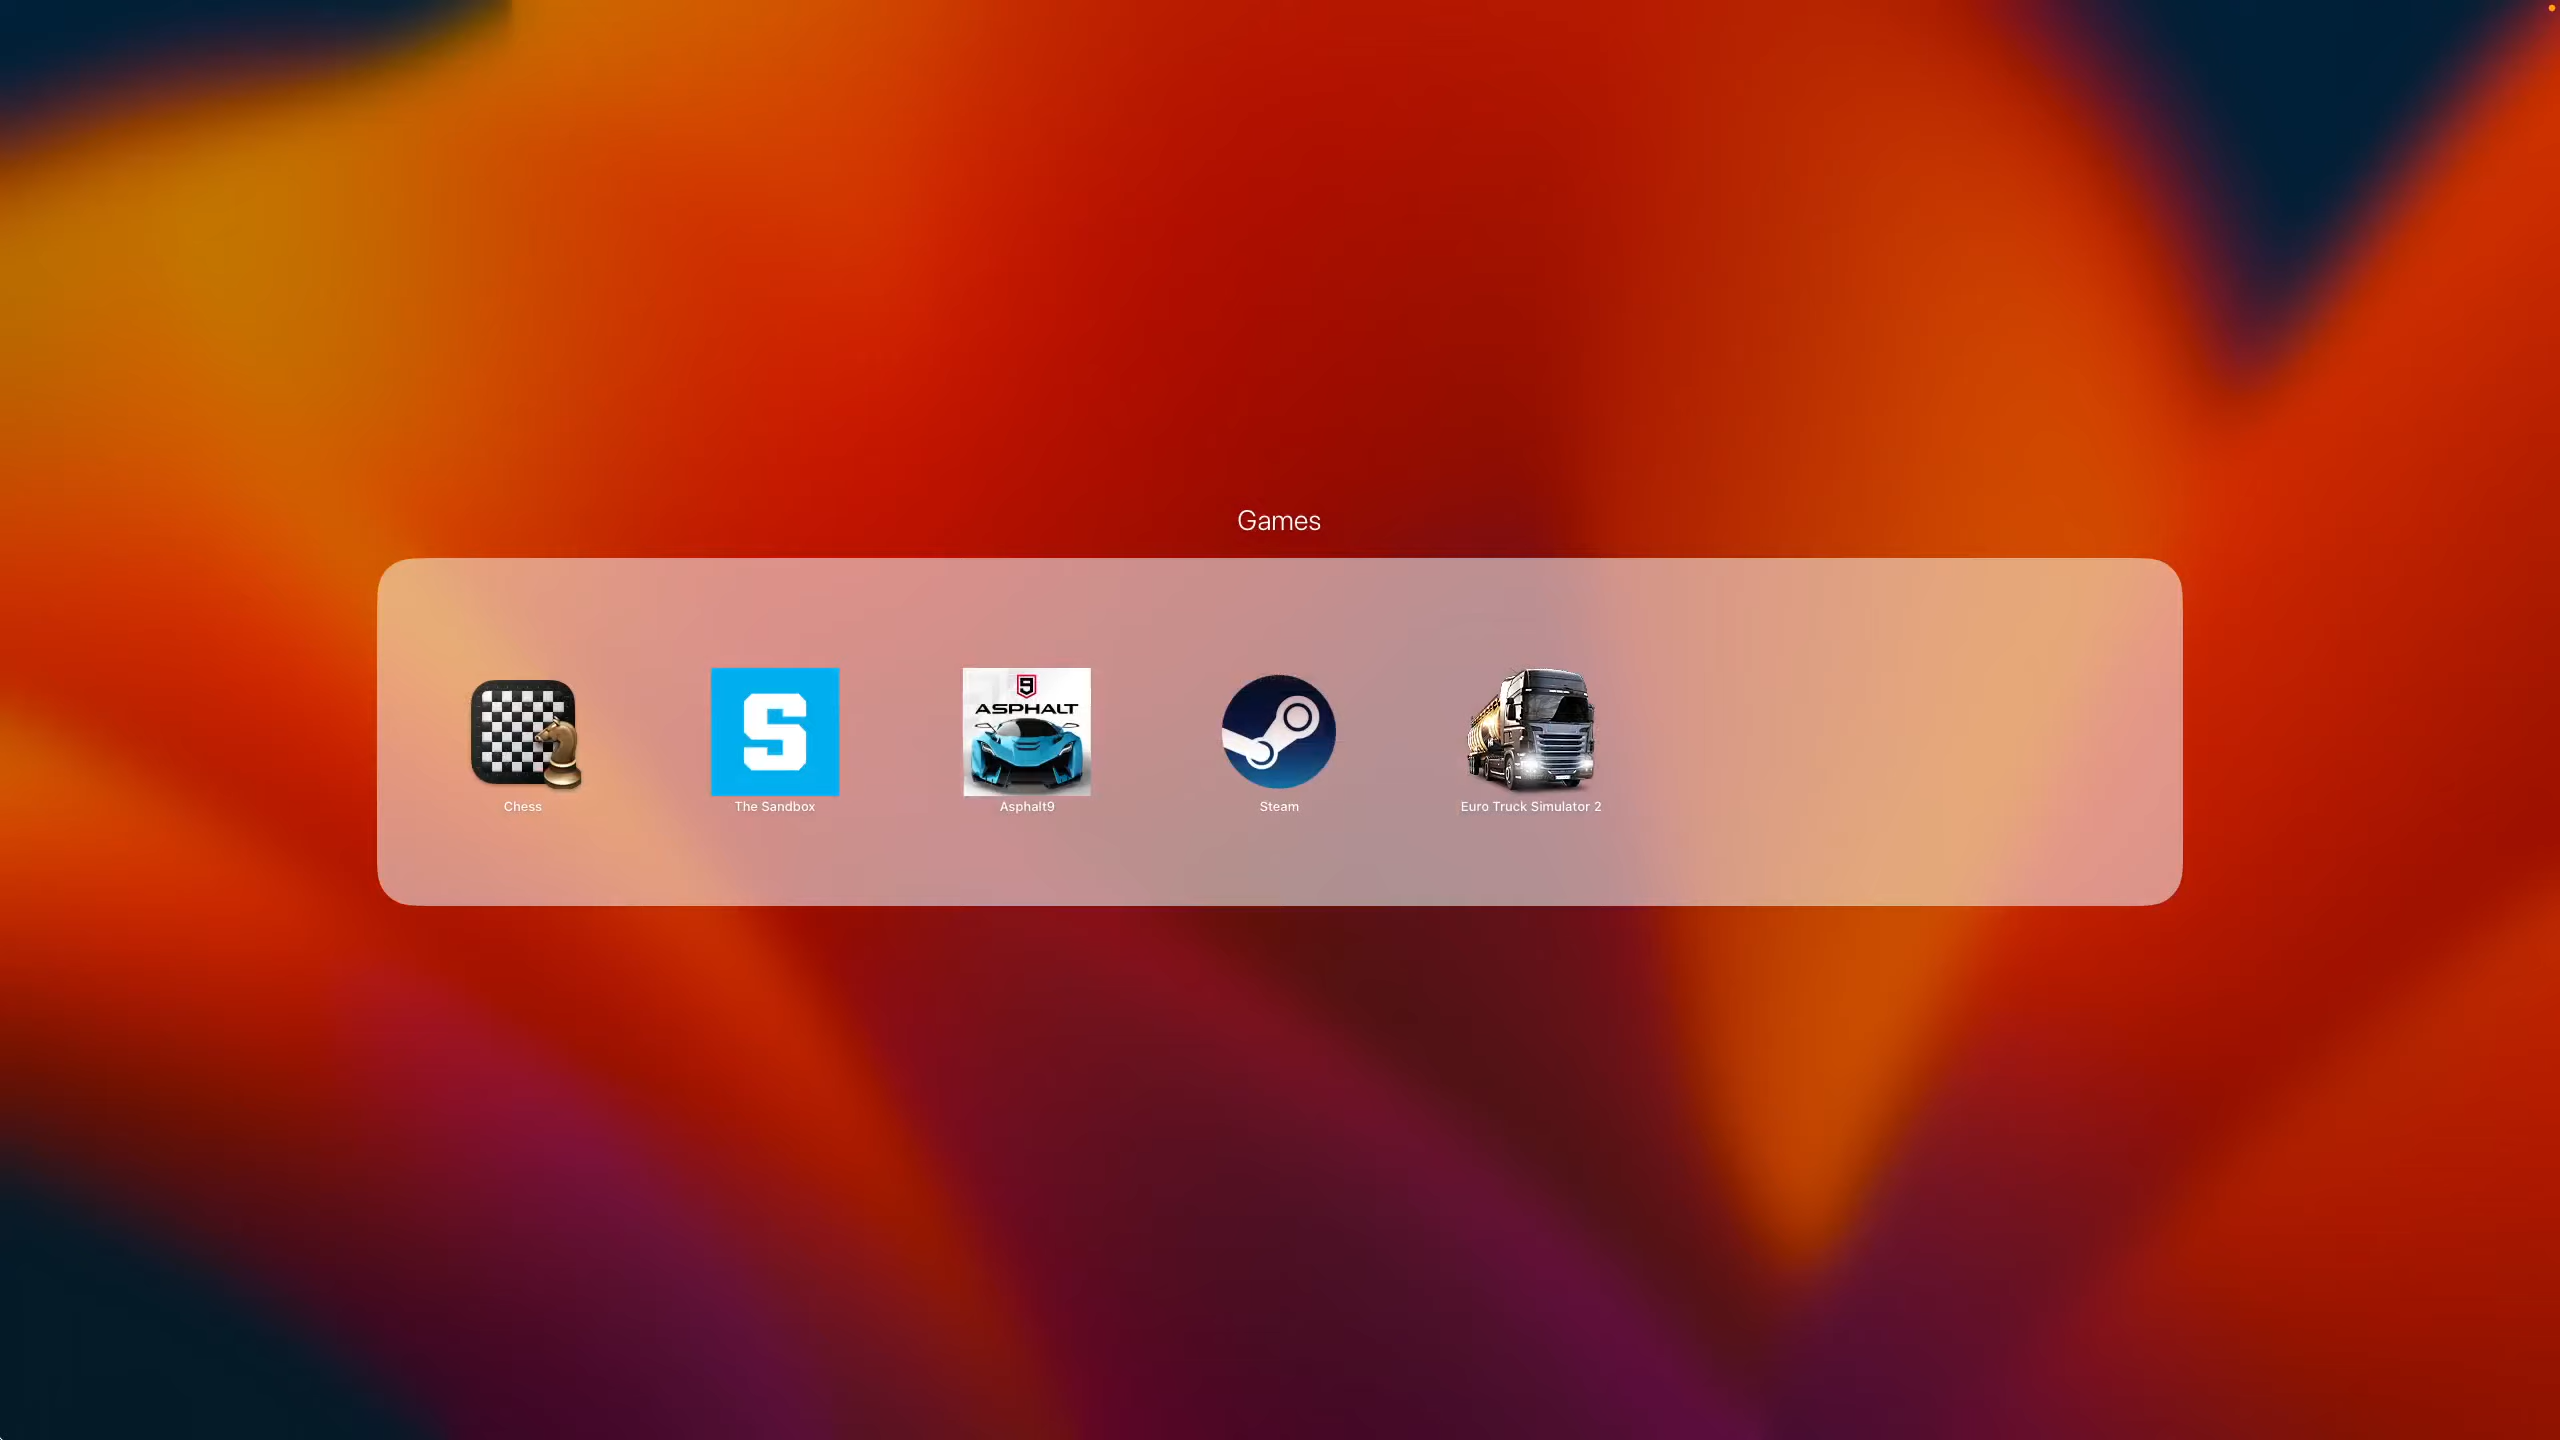 Games
9
ASPHALT
S
Chess
The Sandbox
Asphalt9
Steam
Euro Truck Simulator 2